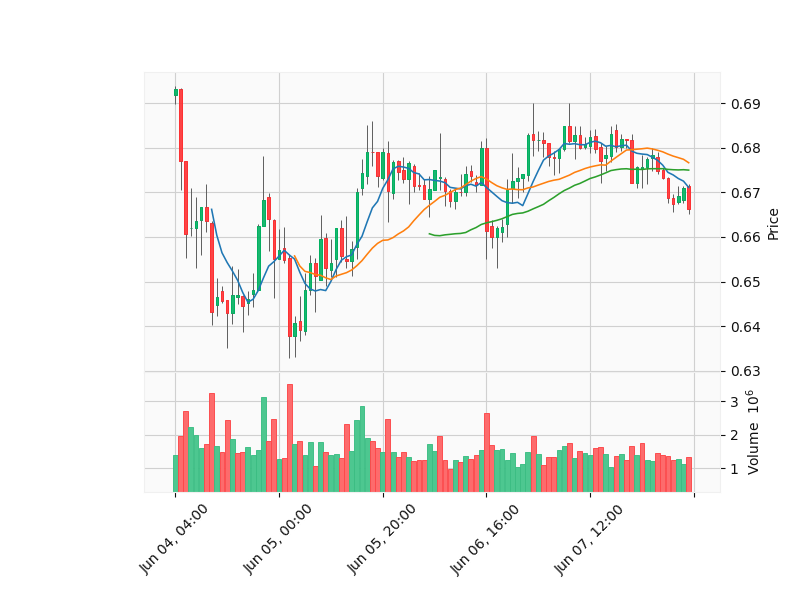 0.69
0.68
0.67
0.66
0.65
0.64
0.63
Price
3
2
1
Volume 10⁶
Jun 04, 04:00
Jun 05, 00:00
Jun 05, 20:00
Jun 06, 16:00
Jun 07, 12:00